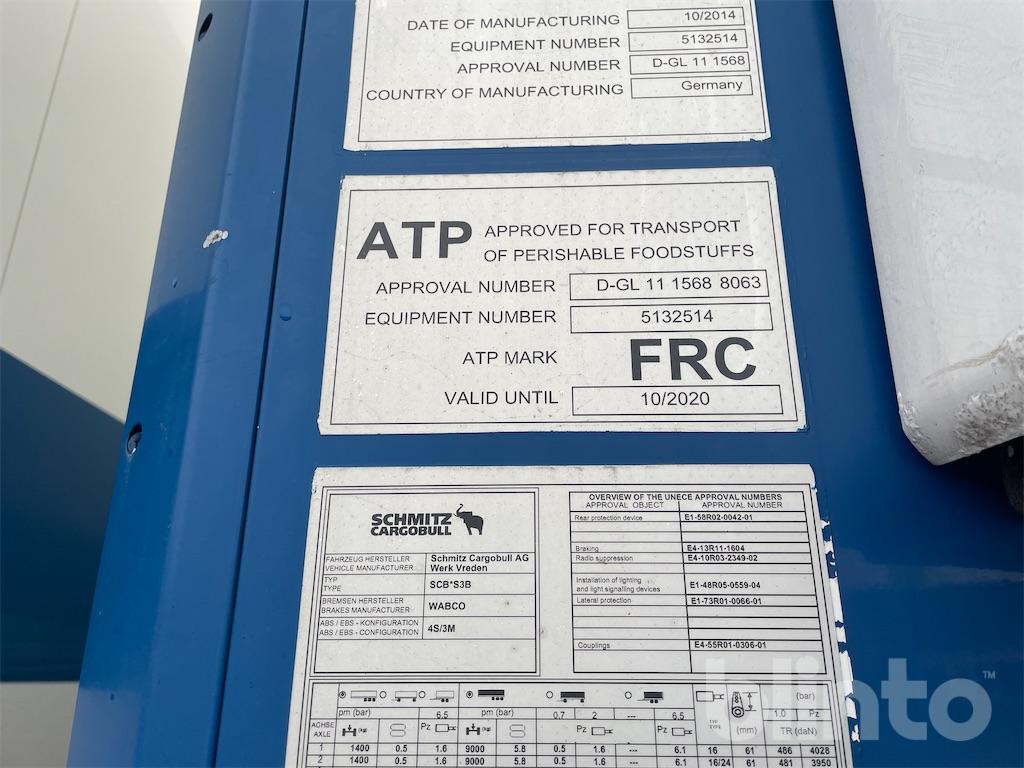 DATE OF MANUFACTURING 10/2014
EQUIPMENT NUMBER 5132514
APPROVAL NUMBER D-GL 11 1568
COUNTRY OF MANUFACTURING Germany
ATP APPROVED FOR TRANSPORT
OF PERISHABLE FOODSTUFFS
APPROVAL NUMBER D-GL 11 1568 8063
EQUIPMENT NUMBER 5132514
ATP MARK FRC
VALID UNTIL 10/2020
SCHMITZ
CARGOBULL
FAHRZEUG HERSTELLER
VEHICLE MANUFACTURER
Schmitz Cargobull AG
Werk Vreden
TYP
TYPE
SCB*S3B
BREMSEN HERSTELLER
BRAKES MANUFACTURER
WABCO
ABS / EBS - KONFIGURATION
ABS / EBS - CONFIGURATION
4S/3M
OVERVIEW OF THE UNECE APPROVAL NUMBERS
APPROVAL OBJECT APPROVAL NUMBER
Rear protection device E1-58R02-0042-01
Braking E4-13R11-1604
Radio suppression E4-10R03-2349-02
Installation of lighting
and light signalling devices E1-48R05-0559-04
Lateral protection E1-73R01-0066-01
Couplings E4-55R01-0306-01
(bar)
pm (bar) 6.5 pm (bar) 0.7 2 --- 6.5 TYP TYPE (mm) 1.0 Pz
ACHSE
AXLE
(kg) Pz (kg) Pz TR (daN)
1 1400 0.5 1.6 9000 5.8 0.5 1.6 --- 6.1 16 61 486 4028
2 1400 0.5 1.6 9000 5.8 0.5 1.6 --- 6.1 16/24 61 481 3950
blinto™